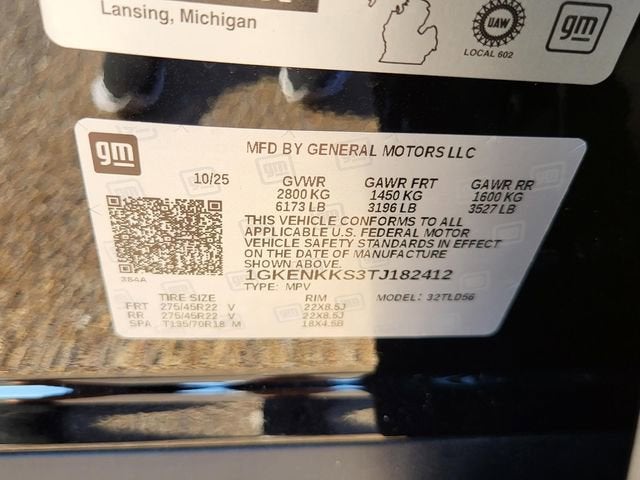 Lansing, Michigan
UAW
LOCAL 602
gm
gm
MFD BY GENERAL MOTORS LLC
10/25 GVWR GAWR FRT GAWR RR
2800 KG 1450 KG 1600 KG
6173 LB 3196 LB 3527 LB
THIS VEHICLE CONFORMS TO ALL
APPLICABLE U.S. FEDERAL MOTOR
VEHICLE SAFETY STANDARDS IN EFFECT
ON THE DATE OF MANUFACTURE
SHOWN ABOVE.
1GKENKKS3TJ182412
384A
TYPE: MPV
TIRE SIZE RIM MODEL: 32TLD56
FRT 275/45R22 V 22X8.5J
RR 275/45R22 V 22X8.5J
SPA T135/70R18 M 18X4.5B